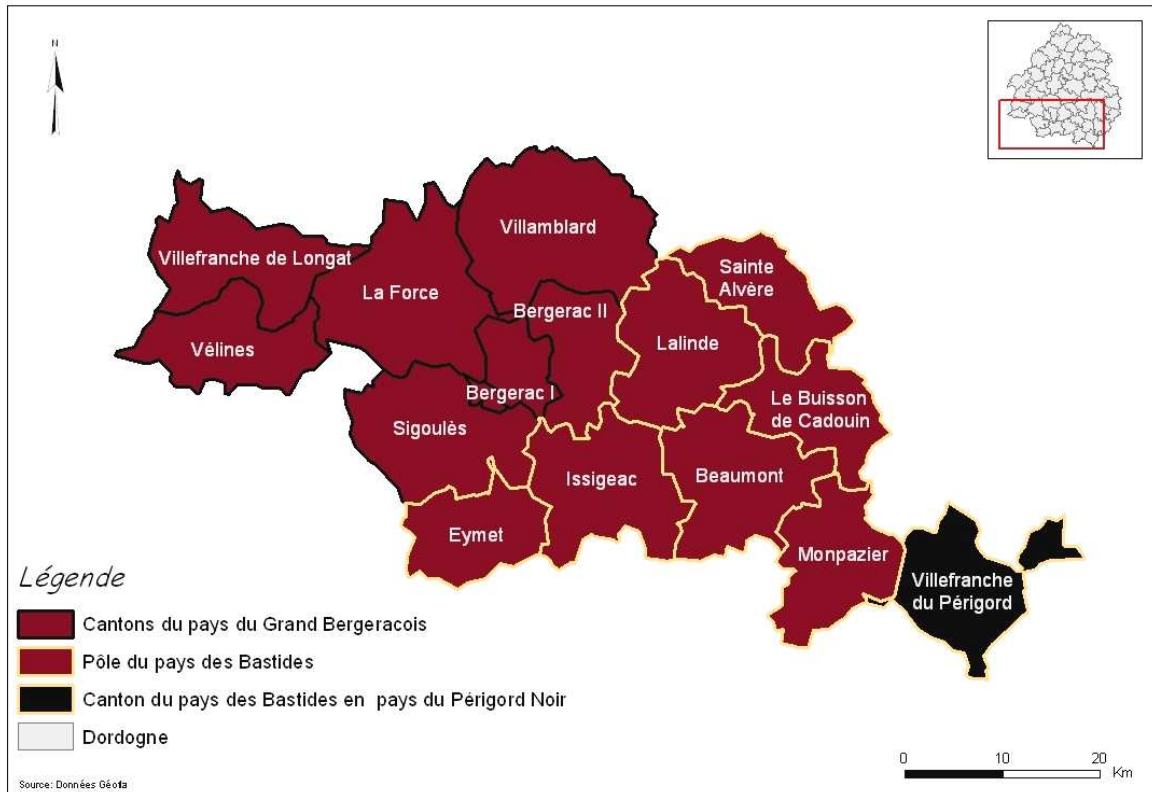 N
Villamblard
Villefranche de Longat
Sainte
Alvère
La Force
Bergerac II
Lalinde
Vélines
Bergerac I
Le Buisson
de Cadouin
Sigoulès
Issigeac
Beaumont
Eymet
Monpazier
Villefranche
du Périgord
Légende
Cantons du pays du Grand Bergeracois
Pôle du pays des Bastides
Canton du pays des Bastides en pays du Périgord Noir
Dordogne
0 10 20
Km
Source: Données Géofla